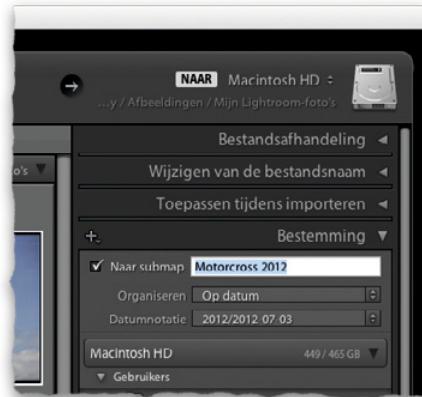 NAAR Macintosh HD
...y / Afbeeldingen / Mijn Lightroom-foto's
Bestandsafhandeling
o's
Wijzigen van de bestandsnaam
Toepassen tijdens importeren
Bestemming
Naar submap Motorcross 2012
Organiseren Op datum
Datumnotatie 2012/2012 07 03
Macintosh HD 449 / 465 GB
Gebruikers